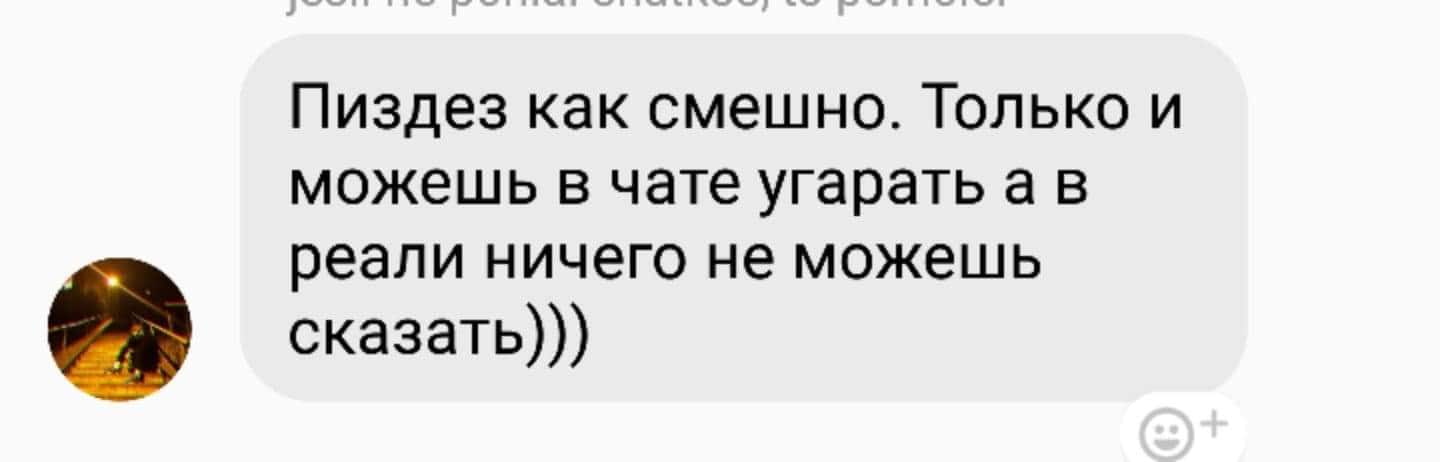 Пиздез как смешно. Только и
можешь в чате угарать а в
реали ничего не можешь
сказать)))